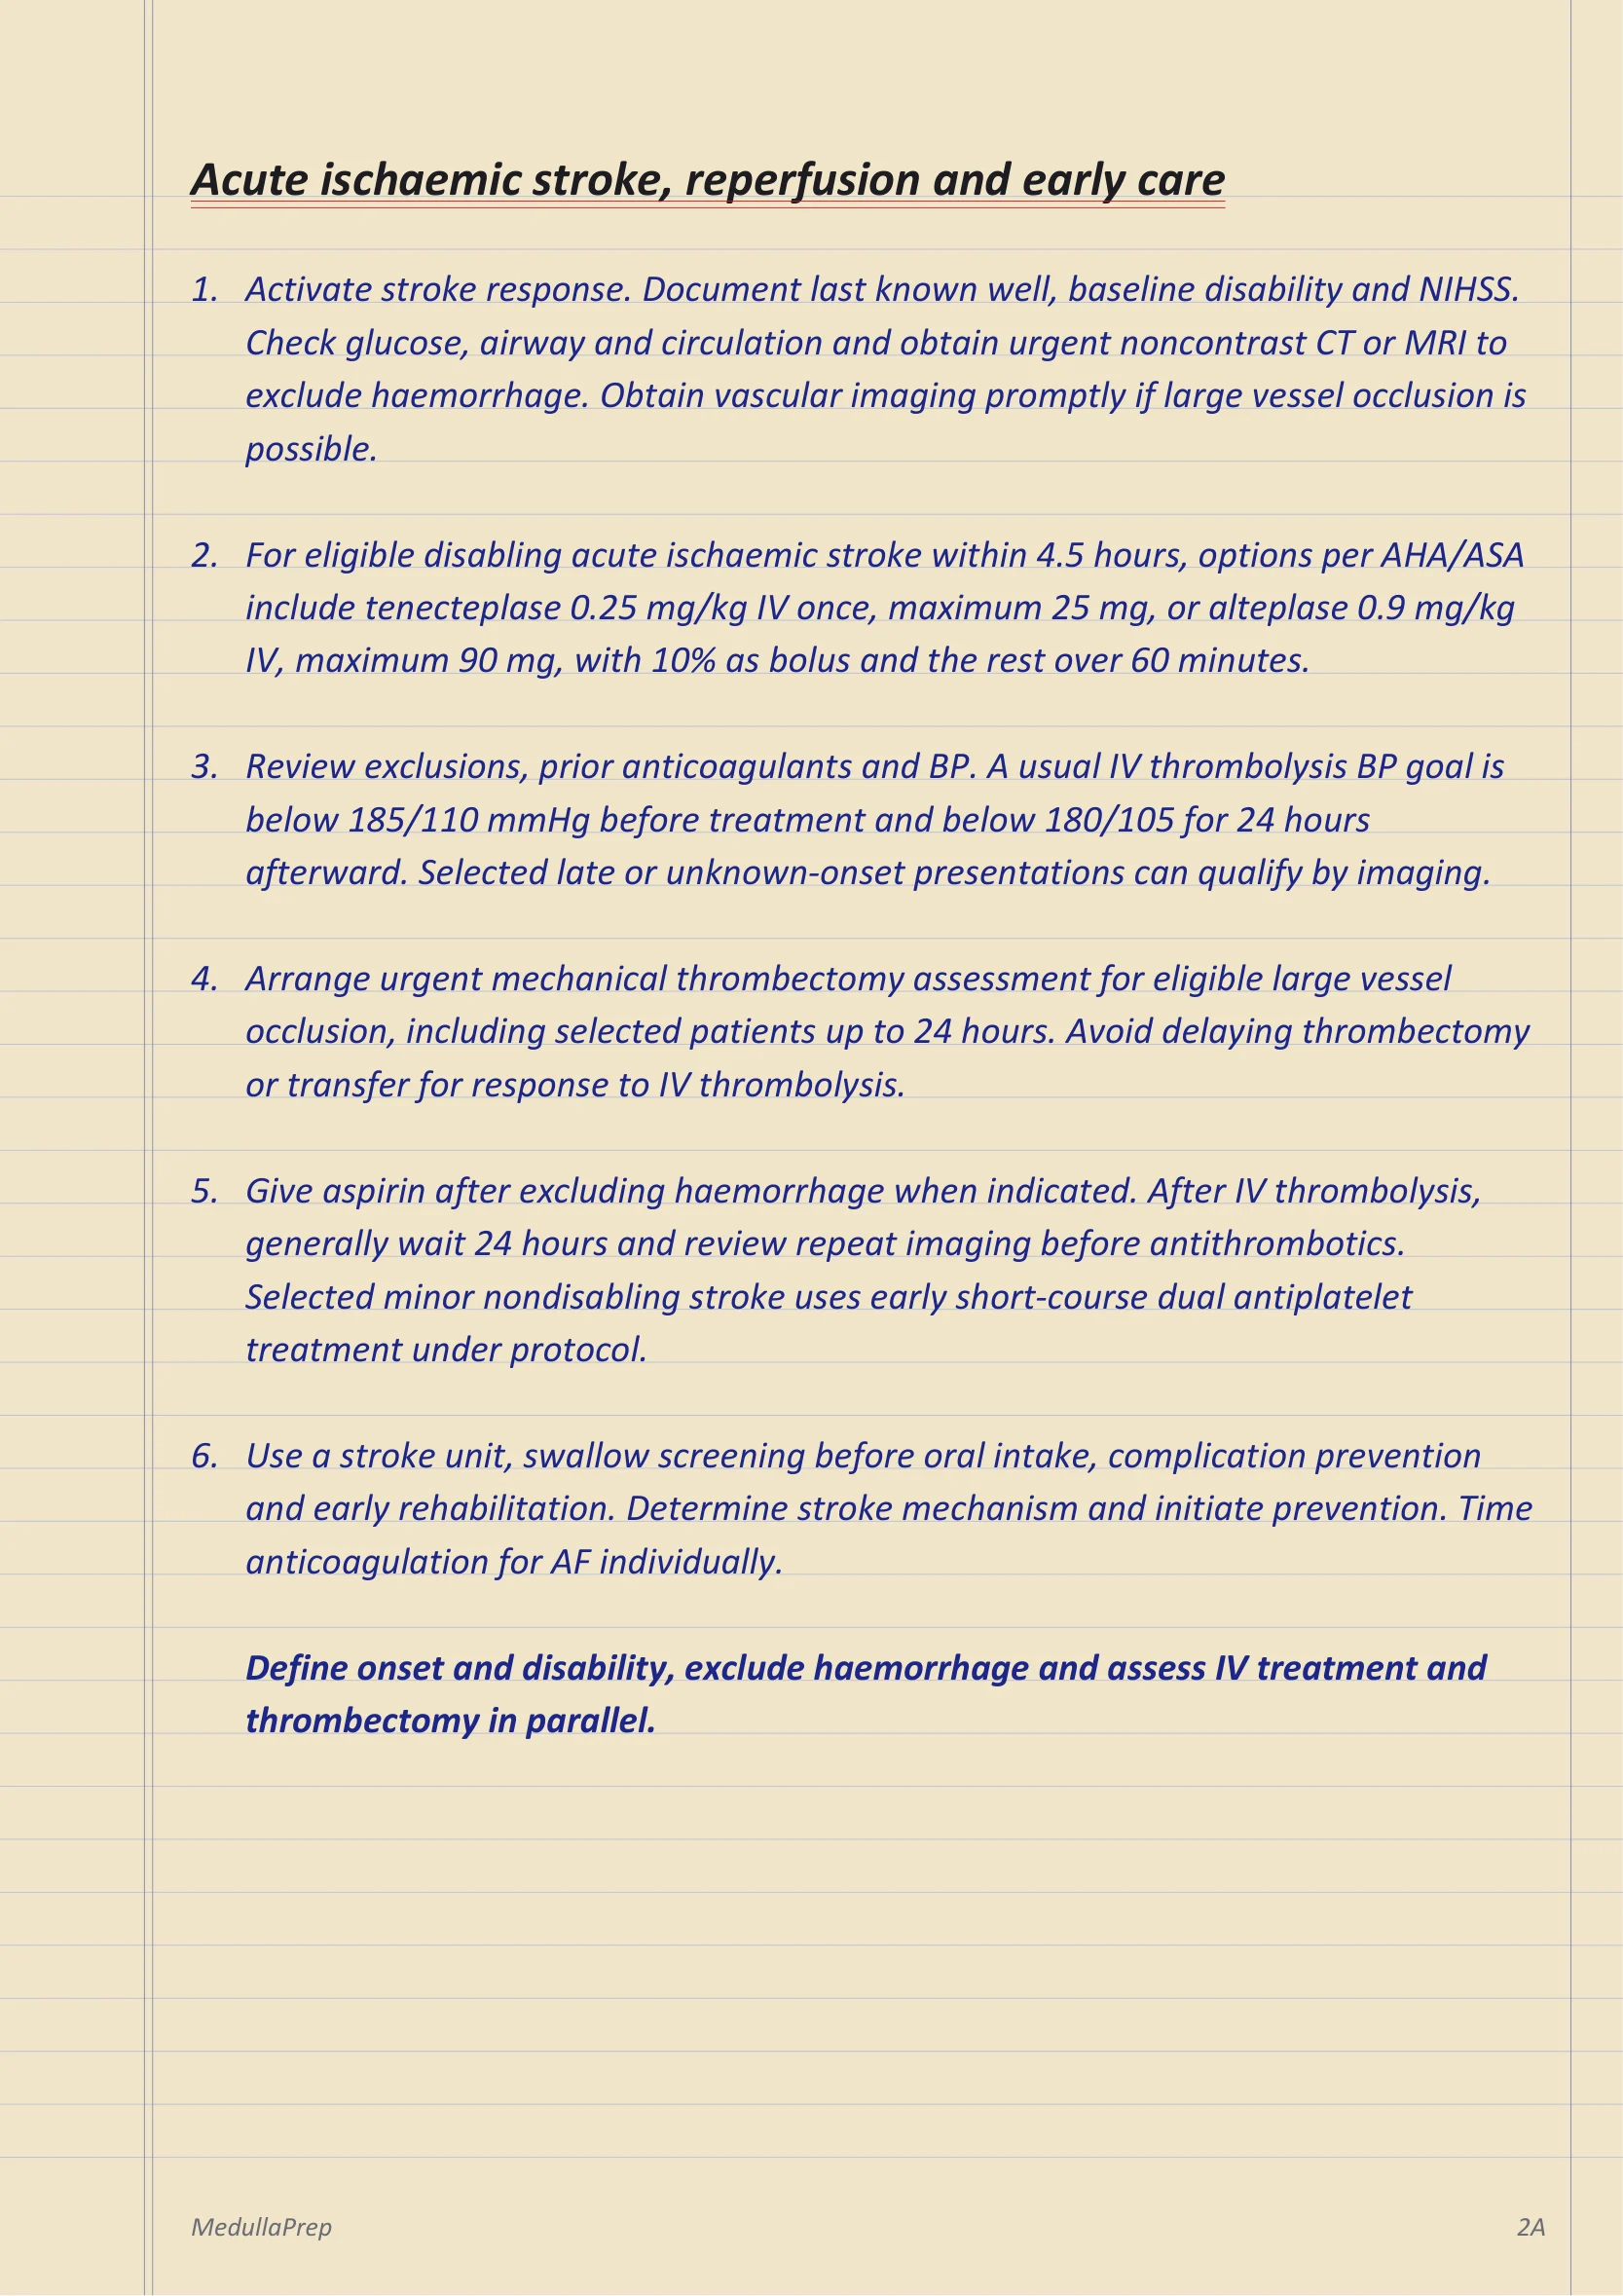 Acute ischaemic stroke, reperfusion and early care
1. Activate stroke response. Document last known well, baseline disability and NIHSS.
Check glucose, airway and circulation and obtain urgent noncontrast CT or MRI to
exclude haemorrhage. Obtain vascular imaging promptly if large vessel occlusion is
possible.
2. For eligible disabling acute ischaemic stroke within 4.5 hours, options per AHA/ASA
include tenecteplase 0.25 mg/kg IV once, maximum 25 mg, or alteplase 0.9 mg/kg
IV, maximum 90 mg, with 10% as bolus and the rest over 60 minutes.
3. Review exclusions, prior anticoagulants and BP. A usual IV thrombolysis BP goal is
below 185/110 mmHg before treatment and below 180/105 for 24 hours
afterward. Selected late or unknown-onset presentations can qualify by imaging.
4. Arrange urgent mechanical thrombectomy assessment for eligible large vessel
occlusion, including selected patients up to 24 hours. Avoid delaying thrombectomy
or transfer for response to IV thrombolysis.
5. Give aspirin after excluding haemorrhage when indicated. After IV thrombolysis,
generally wait 24 hours and review repeat imaging before antithrombotics.
Selected minor nondisabling stroke uses early short-course dual antiplatelet
treatment under protocol.
6. Use a stroke unit, swallow screening before oral intake, complication prevention
and early rehabilitation. Determine stroke mechanism and initiate prevention. Time
anticoagulation for AF individually.
Define onset and disability, exclude haemorrhage and assess IV treatment and
thrombectomy in parallel.
MedullaPrep
2A